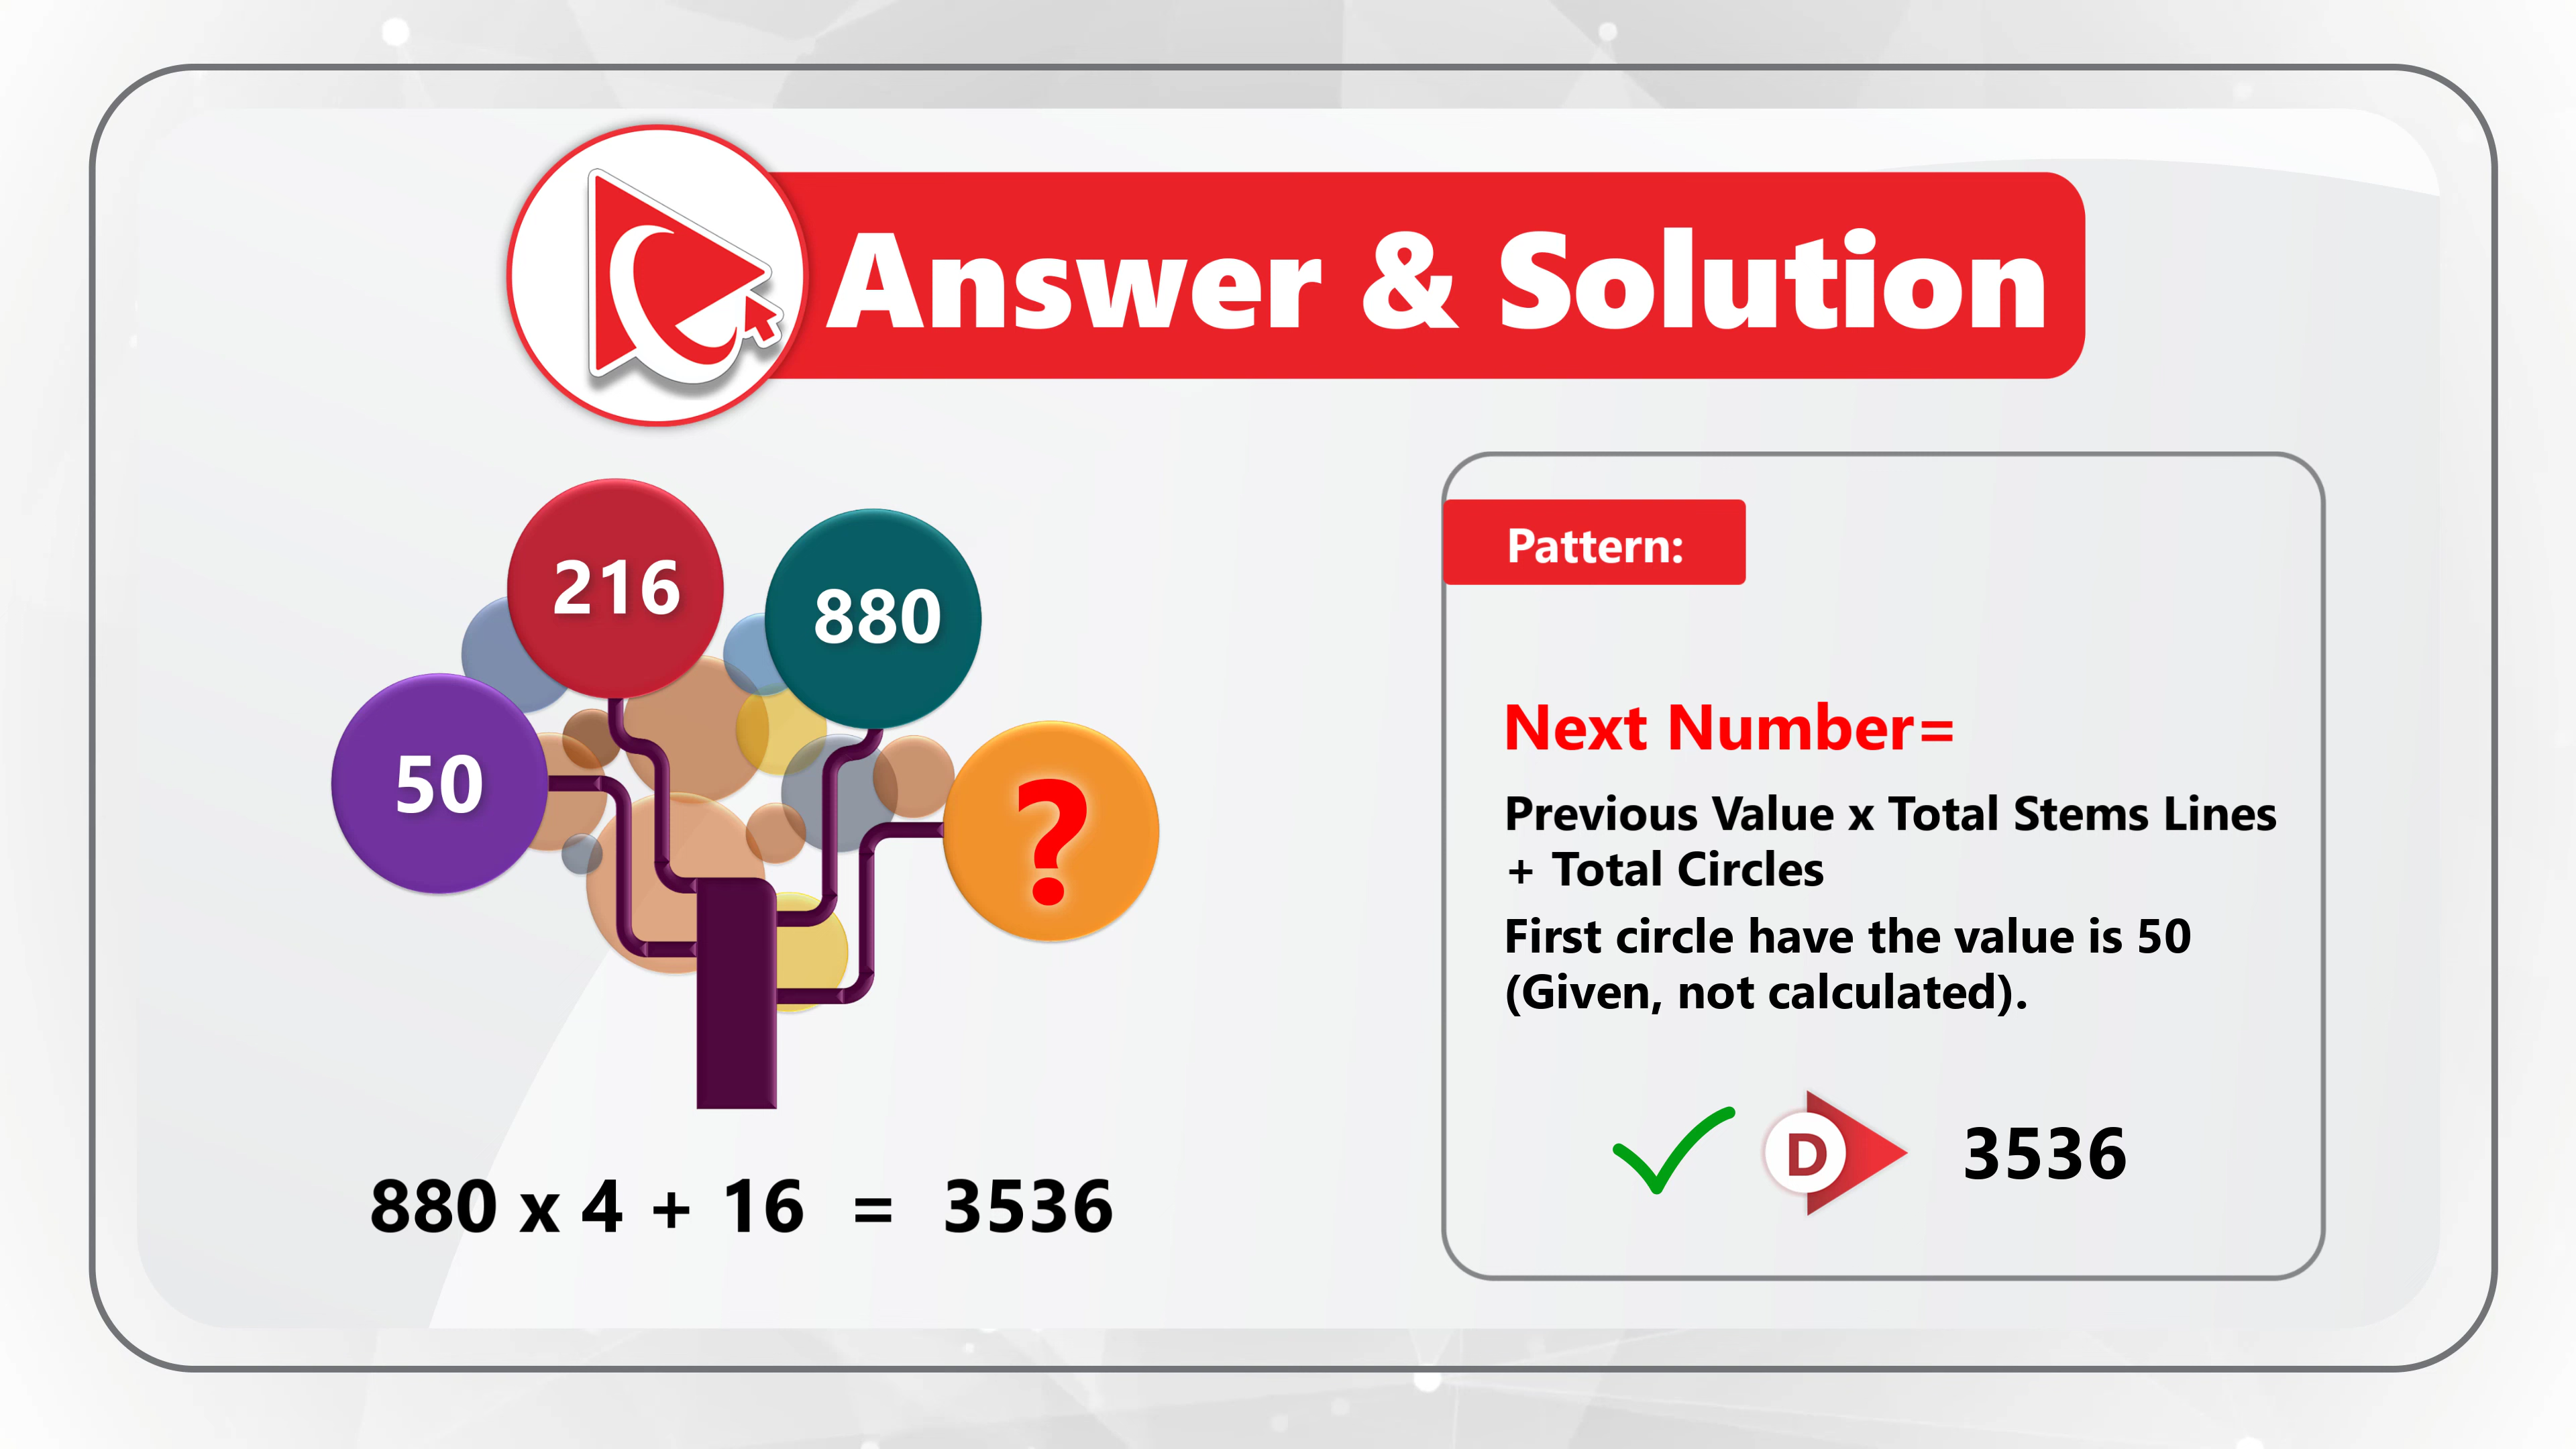 Answer & Solution
216
880
50
?
880 x 4 + 16 = 3536
Pattern:
Next Number=
Previous Value x Total Stems Lines
+ Total Circles
First circle have the value is 50
(Given, not calculated).
D 3536